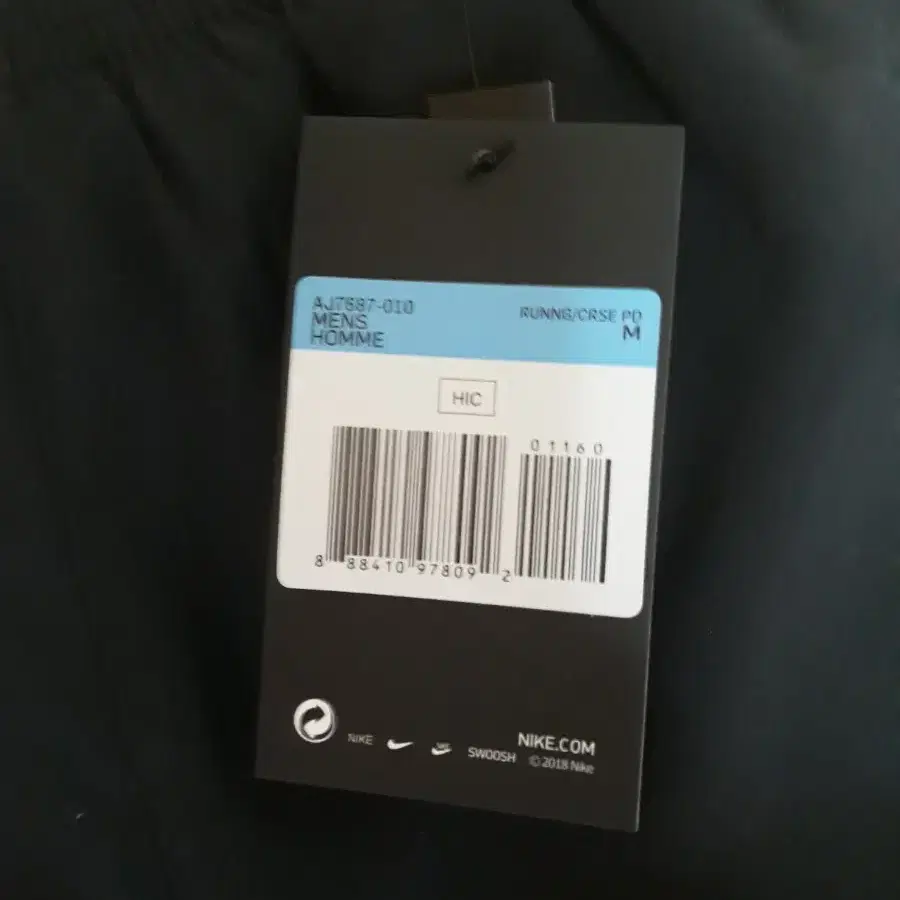 AJ7687-010
MENS
HOMME
RUNNG/CRSE PD
M
HIC
01160
8 88410 97809 2
NIKE
SWOOSH
NIKE.COM
©2018 Nike